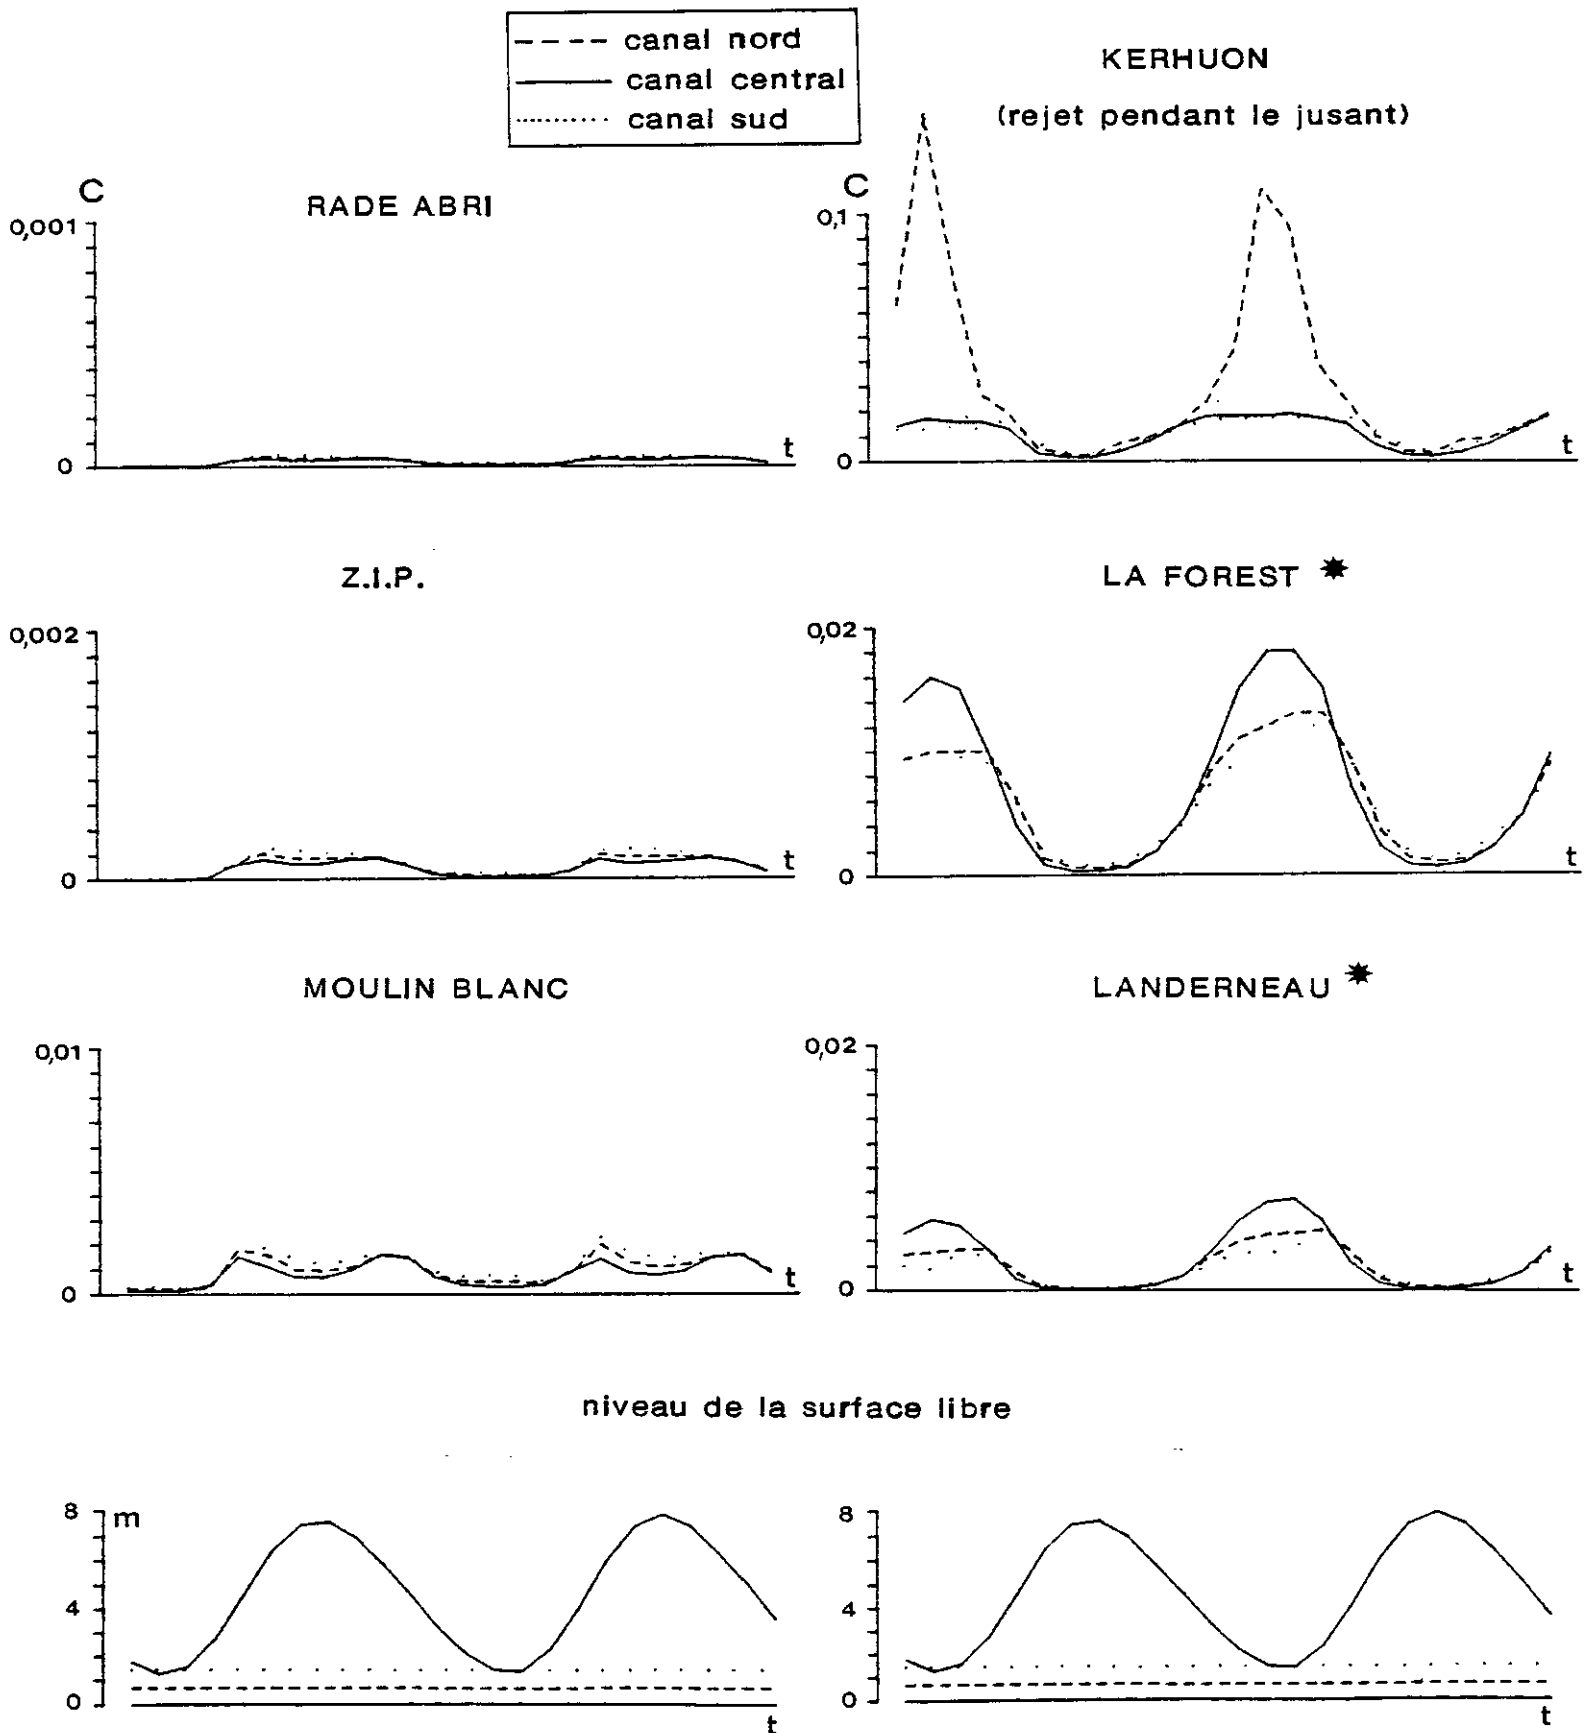 canal nord
canal central
canal sud
KERHUON
(rejet pendant le jusant)
C
RADE ABRI
0,001
0
t
C
0,1
0
t
Z.I.P.
0,002
0
t
LA FOREST ✷
0,02
0
t
MOULIN BLANC
0,01
0
t
LANDERNEAU ✷
0,02
0
t
niveau de la surface libre
8
m
4
0
t
8
4
0
t